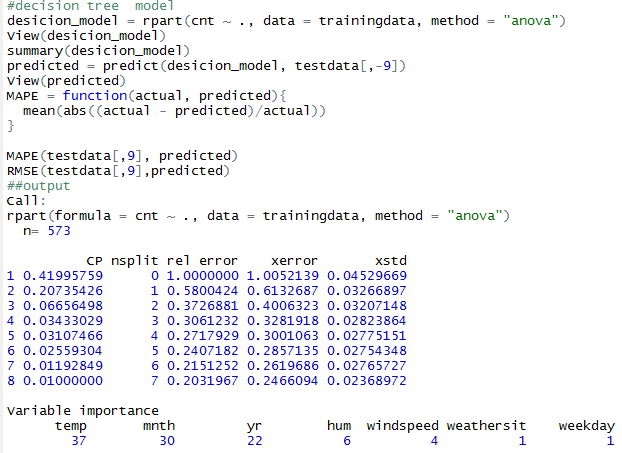 #decision tree  model
desicion_model = rpart(cnt ~ ., data = trainingdata, method = "anova")
View(desicion_model)
summary(desicion_model)
predicted = predict(desicion_model, testdata[,-9])
View(predicted)
MAPE = function(actual, predicted){
  mean(abs((actual - predicted)/actual))
}

MAPE(testdata[,9], predicted)
RMSE(testdata[,9],predicted)
##output
Call:
rpart(formula = cnt ~ ., data = trainingdata, method = "anova")
  n= 573

          CP nsplit rel error    xerror       xstd
1 0.41995759      0 1.0000000 1.0052139 0.04529669
2 0.20735426      1 0.5800424 0.6132687 0.03266897
3 0.06656498      2 0.3726881 0.4006323 0.03207148
4 0.03433029      3 0.3061232 0.3281918 0.02823864
5 0.03107466      4 0.2717929 0.3001063 0.02775151
6 0.02559304      5 0.2407182 0.2857135 0.02754348
7 0.01192849      6 0.2151252 0.2619686 0.02765727
8 0.01000000      7 0.2031967 0.2466094 0.02368972

Variable importance
      temp       mnth         yr        hum  windspeed weathersit    weekday
        37         30         22          6          4          1          1